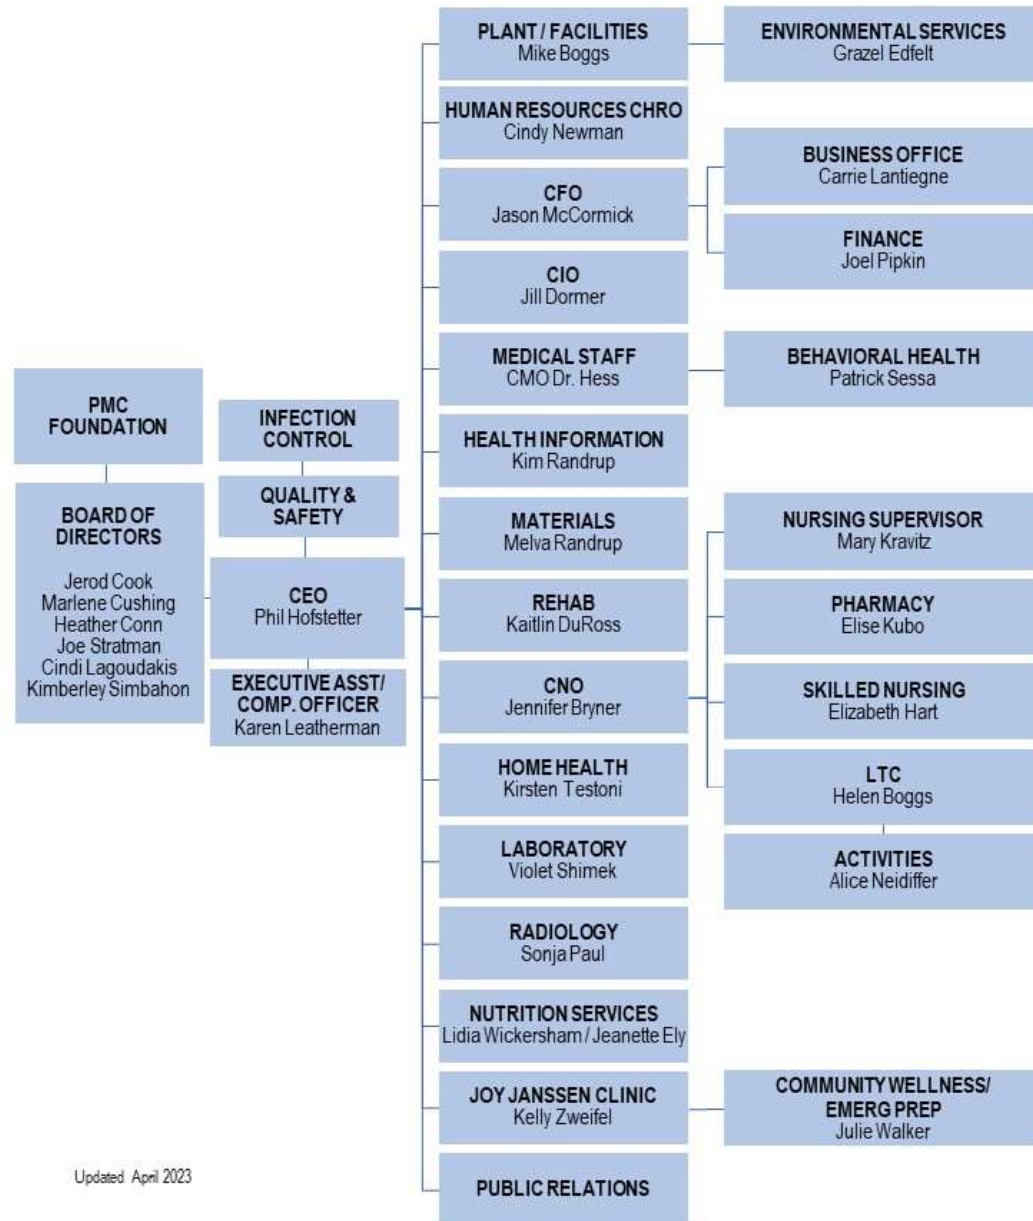 PMC
FOUNDATION
BOARD OF
DIRECTORS
Jerod Cook
Marlene Cushing
Heather Conn
Joe Stratman
Cindi Lagoudakis
Kimberley Simbahon
INFECTION
CONTROL
QUALITY &
SAFETY
CEO
Phil Hofstetter
EXECUTIVE ASST/
COMP. OFFICER
Karen Leatherman
PLANT / FACILITIES
Mike Boggs
HUMAN RESOURCES CHRO
Cindy Newman
CFO
Jason McCormick
CIO
Jill Dormer
MEDICAL STAFF
CMO Dr. Hess
HEALTH INFORMATION
Kim Randrup
MATERIALS
Melva Randrup
REHAB
Kaitlin DuRoss
CNO
Jennifer Bryner
HOME HEALTH
Kirsten Testoni
LABORATORY
Violet Shimek
RADIOLOGY
Sonja Paul
NUTRITION SERVICES
Lidia Wickersham / Jeanette Ely
JOY JANSSEN CLINIC
Kelly Zweifel
PUBLIC RELATIONS
ENVIRONMENTAL SERVICES
Grazel Edfelt
BUSINESS OFFICE
Carrie Lantiegne
FINANCE
Joel Pipkin
BEHAVIORAL HEALTH
Patrick Sessa
NURSING SUPERVISOR
Mary Kravitz
PHARMACY
Elise Kubo
SKILLED NURSING
Elizabeth Hart
LTC
Helen Boggs
ACTIVITIES
Alice Neidiffer
COMMUNITY WELLNESS/
EMERG PREP
Julie Walker
Updated April 2023